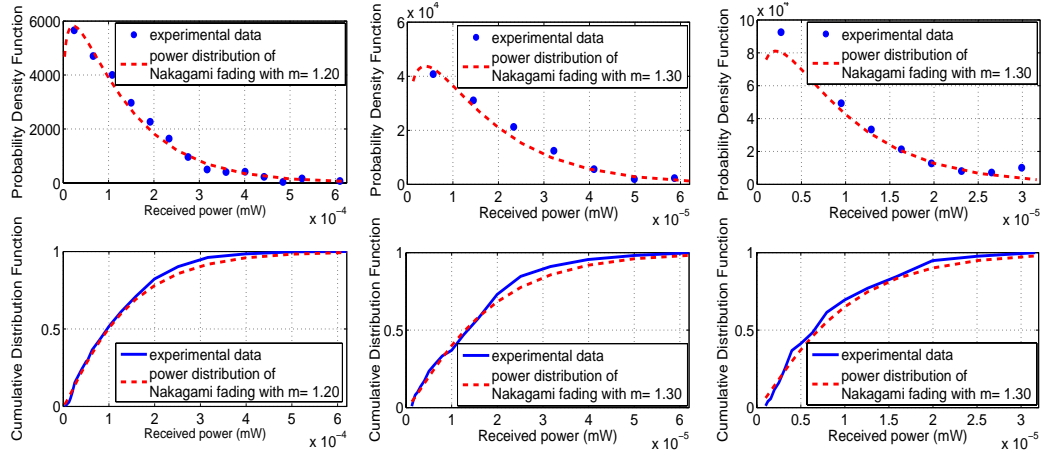 Probability Density Function
6000
4000
2000
0
experimental data
power distribution of
Nakagami fading with m= 1.20
0 1 2 3 4 5 6
Received power (mW)
x 10⁻⁴
x 10⁴
Probability Density Function
6
4
2
0
experimental data
power distribution of
Nakagami fading with m= 1.30
0 1 2 3 4 5 6
Received power (mW)
x 10⁻⁵
x 10⁴
Probability Density Function
10
8
6
4
2
0
experimental data
power distribution of
Nakagami fading with m= 1.30
0 0.5 1 1.5 2 2.5 3
Received power (mW)
x 10⁻⁵
Cumulative Distribution Function
1
0.5
0
experimental data
power distribution of
Nakagami fading with m= 1.20
0 1 2 3 4 5 6
Received power (mW)
x 10⁻⁴
Cumulative Distribution Function
1
0.5
0
experimental data
power distribution of
Nakagami fading with m= 1.30
0 1 2 3 4 5 6
Received power (mW)
x 10⁻⁵
Cumulative Distribution Function
1
0.5
0
experimental data
power distribution of
Nakagami fading with m= 1.30
0 0.5 1 1.5 2 2.5 3
Received power (mW)
x 10⁻⁵